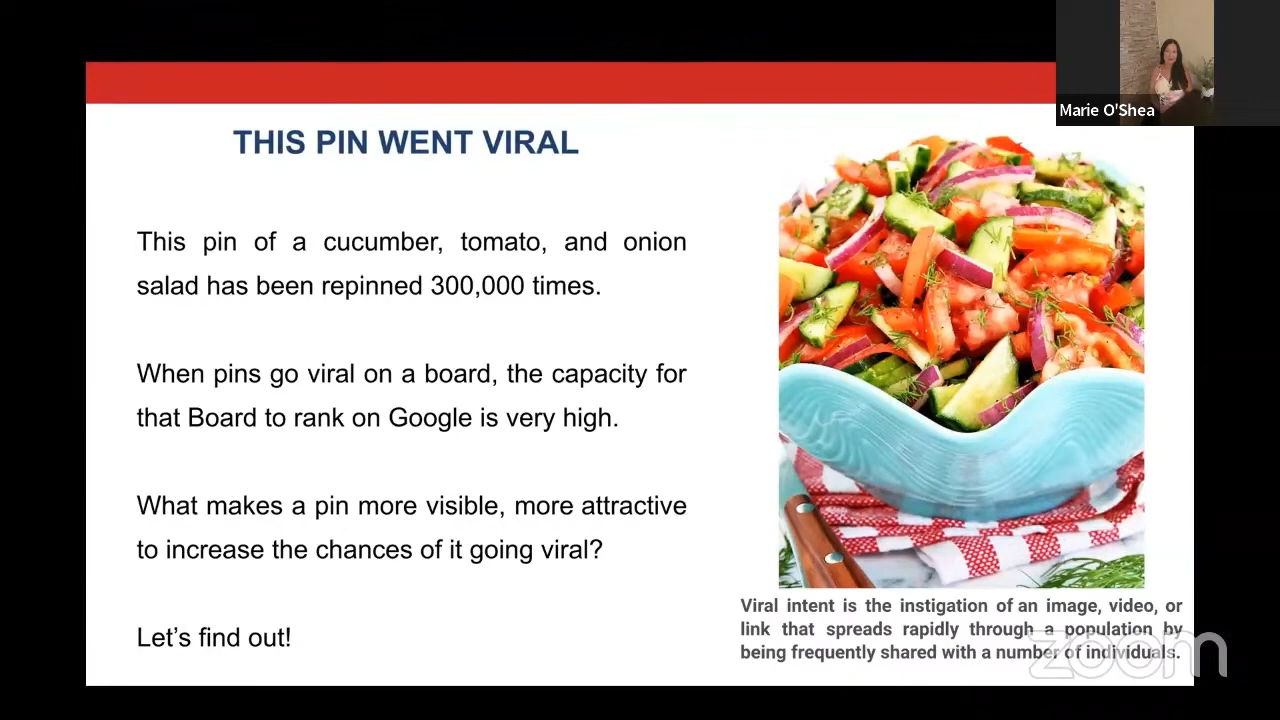 Marie O'Shea
THIS PIN WENT VIRAL
This pin of a cucumber, tomato, and onion
salad has been repinned 300,000 times.
When pins go viral on a board, the capacity for
that Board to rank on Google is very high.
What makes a pin more visible, more attractive
to increase the chances of it going viral?
Let's find out!
Viral intent is the instigation of an image, video, or
link that spreads rapidly through a population by
being frequently shared with a number of individuals.
zoom